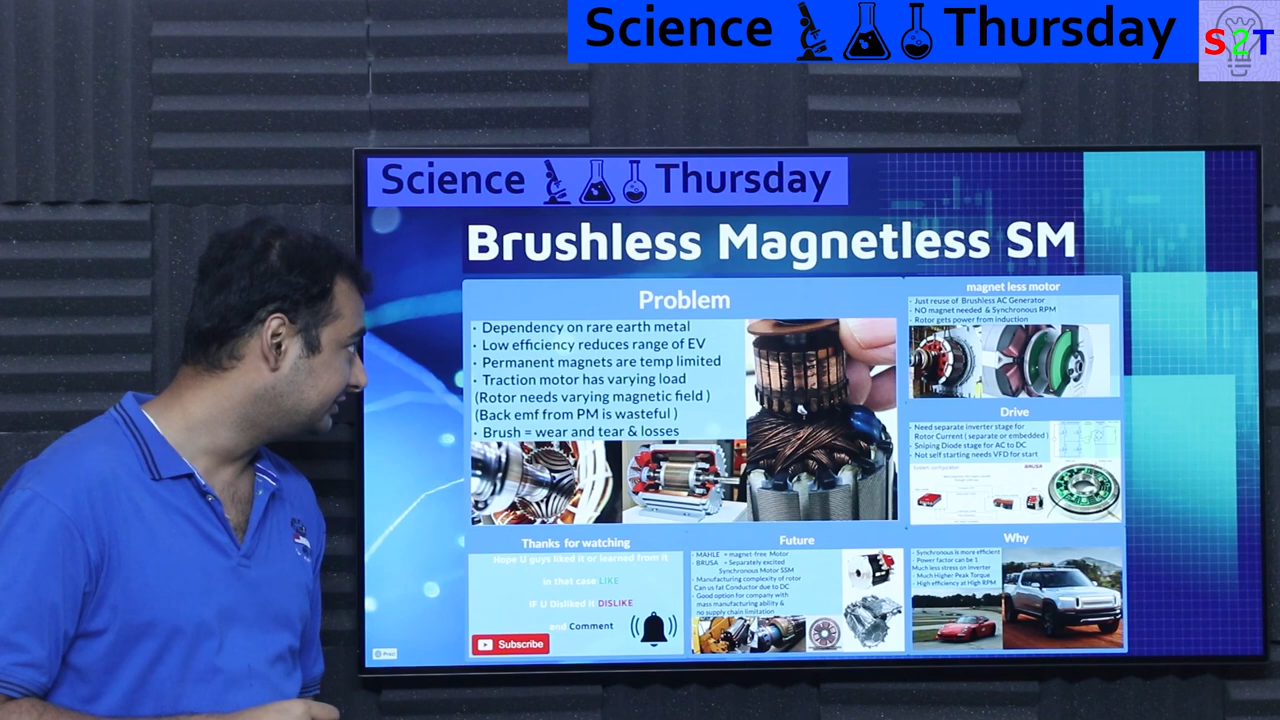 Science Thursday
S2T
Science Thursday
Brushless Magnetless SM
Problem
· Dependency on rare earth metal
· Low efficiency reduces range of EV
· Permanent magnets are temp limited
· Traction motor has varying load
(Rotor needs varying magnetic field )
(Back emf from PM is wasteful )
· Brush = wear and tear & losses
magnet less motor
· Just reuse of Brushless AC Generator
· NO magnet needed & Synchronous RPM
· Rotor gets power from induction
Drive
· Need separate inverter stage for
Rotor Current ( separate or embedded )
· Sniping Diode stage for AC to DC
· Not self starting needs VFD for start
System configuration
BRUSA
Thanks for watching
Hope U guys liked it or learned from it
in that case LIKE
IF U Disliked it DISLIKE
and Comment
Subscribe
Future
· MAHLE = magnet-free Motor
· BRUSA = Separately excited
Synchronous Motor SSM
· Manufacturing complexity of rotor
Can us fat Conductor due to DC
· Good option for company with
mass manufacturing ability &
no supply chain limitation
Why
· Synchronous is more efficient
· Power factor can be 1
Much less stress on inverter
· Much Higher Peak Torque
· High efficiency at High RPM
Prezi